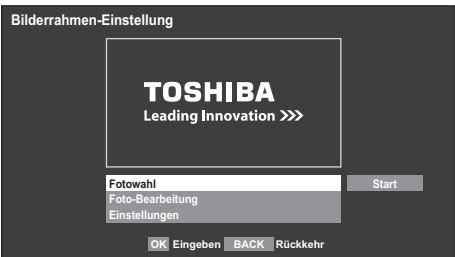 Bilderrahmen-Einstellung
TOSHIBA
Leading Innovation >>>
Fotowahl Start
Foto-Bearbeitung
Einstellungen
OK Eingeben BACK Rückkehr